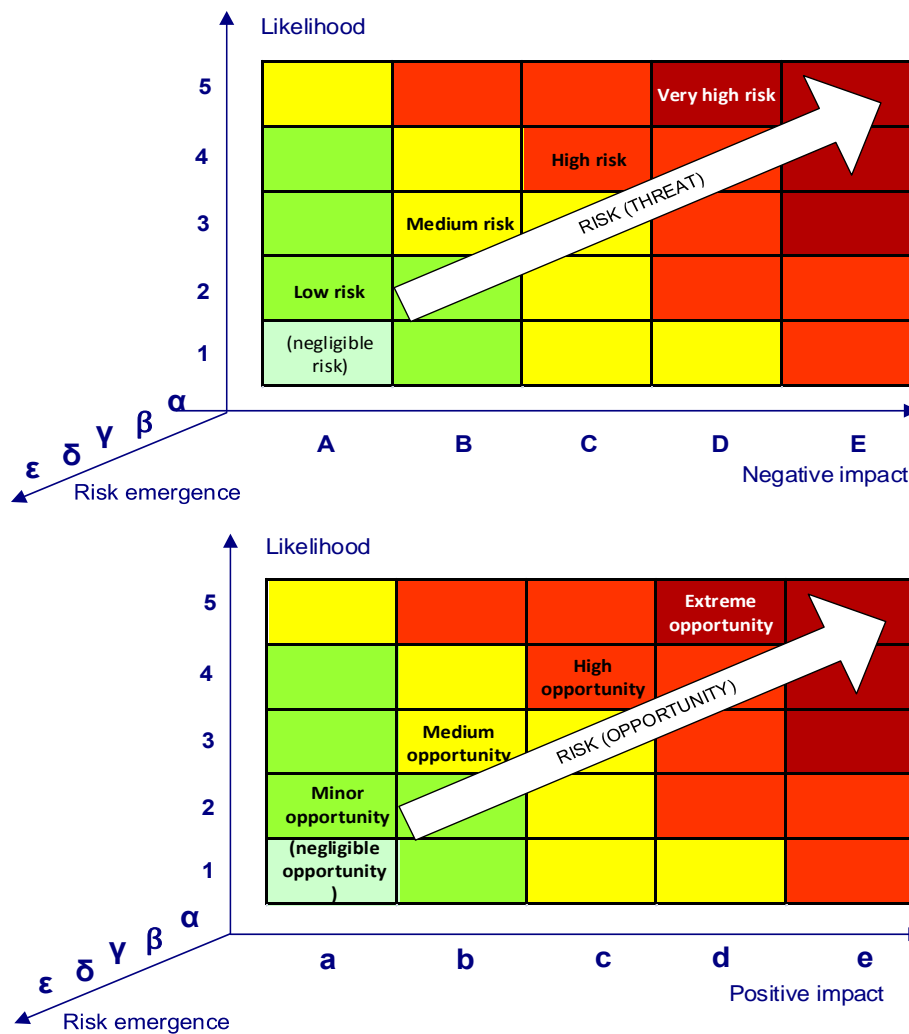 Likelihood
5
Very high risk
4
High risk
RISK (THREAT)
3
Medium risk
2
Low risk
1
(negligible
risk)
ε δ γ β α
A B C D E
Risk emergence
Negative impact
Likelihood
5
Extreme
opportunity
4
High
opportunity
RISK (OPPORTUNITY)
3
Medium
opportunity
2
Minor
opportunity
1
(negligible
opportunity
)
ε δ γ β α
a b c d e
Risk emergence
Positive impact